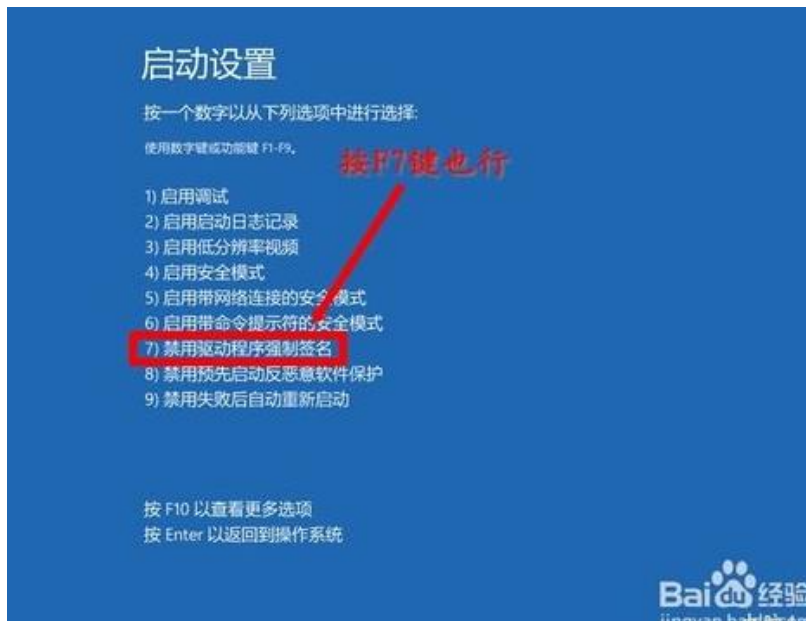 启动设置
按一个数字以从下列选项中进行选择:
使用数字键或功能键 F1-F9。
按F7键也行
1) 启用调试
2) 启用启动日志记录
3) 启用低分辨率视频
4) 启用安全模式
5) 启用带网络连接的安全模式
6) 启用带命令提示符的安全模式
7) 禁用驱动程序强制签名
8) 禁用预先启动反恶意软件保护
9) 禁用失败后自动重新启动
按 F10 以查看更多选项
按 Enter 以返回到操作系统
Bai du 经验